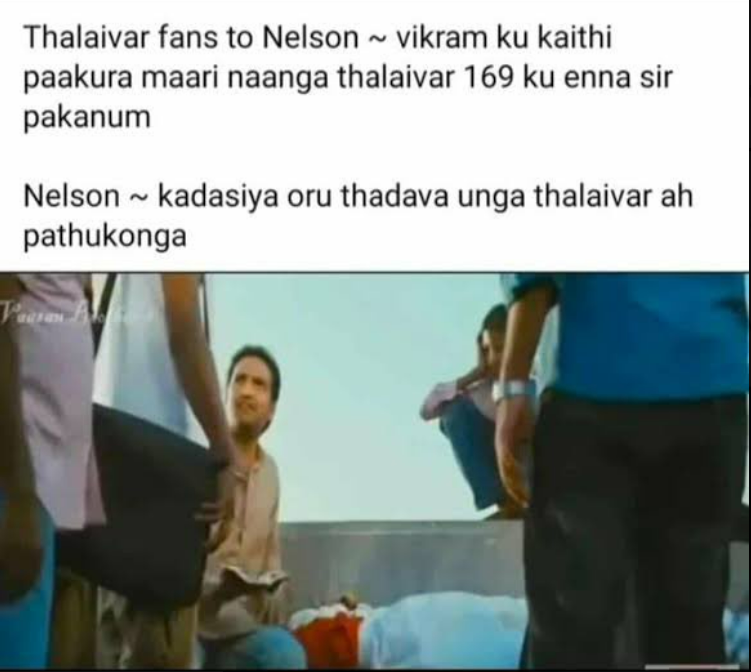 Thalaivar fans to Nelson ~ vikram ku kaithi
paakura maari naanga thalaivar 169 ku enna sir
pakanum
Nelson ~ kadasiya oru thadava unga thalaivar ah
pathukonga